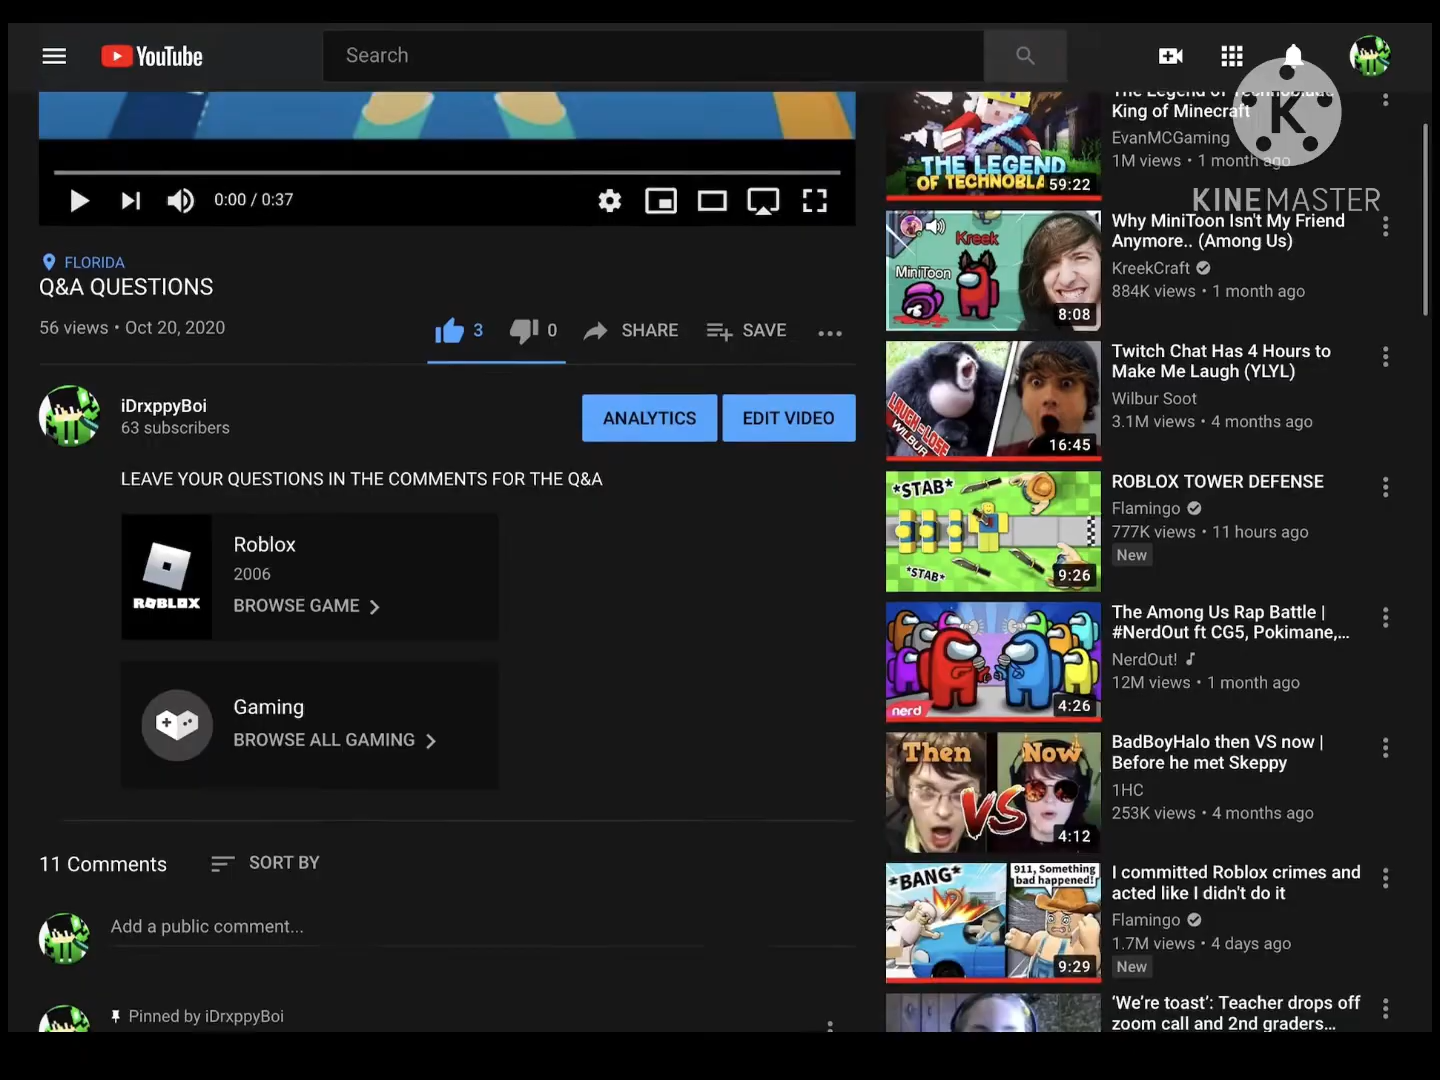 YouTube
Search
0:00 / 0:37
FLORIDA
Q&A QUESTIONS
56 views • Oct 20, 2020
3
0
SHARE
SAVE
iDrxppyBoi
63 subscribers
ANALYTICS
EDIT VIDEO
LEAVE YOUR QUESTIONS IN THE COMMENTS FOR THE Q&A
ROBLOX
Roblox
2006
BROWSE GAME
Gaming
BROWSE ALL GAMING
11 Comments
SORT BY
Add a public comment...
Pinned by iDrxppyBoi
K
KINEMASTER
THE LEGEND
OF TECHNOBLA
59:22
The Legend of Technoblade
King of Minecraft
EvanMCGaming
1M views • 1 month ago
Kreek
MiniToon
8:08
Why MiniToon Isn't My Friend
Anymore.. (Among Us)
KreekCraft
884K views • 1 month ago
LAUGH=LOSE
WILBUR
16:45
Twitch Chat Has 4 Hours to
Make Me Laugh (YLYL)
Wilbur Soot
3.1M views • 4 months ago
*STAB*
*STAB*
9:26
ROBLOX TOWER DEFENSE
Flamingo
777K views • 11 hours ago
New
nerd
4:26
The Among Us Rap Battle |
#NerdOut ft CG5, Pokimane,...
NerdOut!
12M views • 1 month ago
Then
Now
VS
4:12
BadBoyHalo then VS now |
Before he met Skeppy
1HC
253K views • 4 months ago
*BANG*
911, Something
bad happened!
9:29
I committed Roblox crimes and
acted like I didn't do it
Flamingo
1.7M views • 4 days ago
New
‘We’re toast’: Teacher drops off
zoom call and 2nd graders...